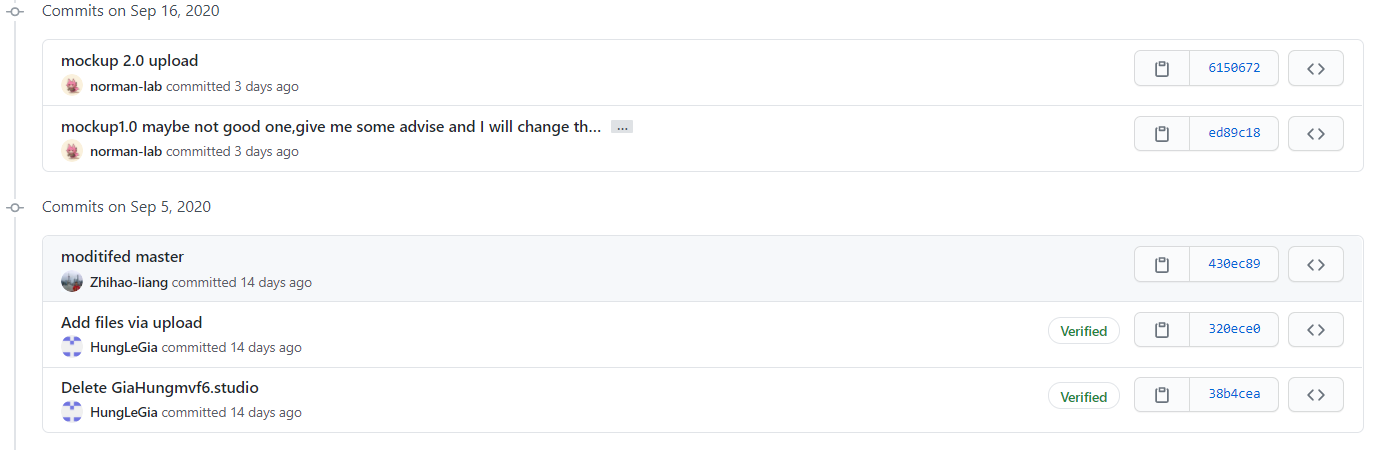 Commits on Sep 16, 2020
mockup 2.0 upload
6150672
norman-lab committed 3 days ago
mockup1.0 maybe not good one,give me some advise and I will change th... ...
ed89c18
norman-lab committed 3 days ago
Commits on Sep 5, 2020
moditifed master
430ec89
Zhihao-liang committed 14 days ago
Add files via upload
Verified 320ece0
HungLeGia committed 14 days ago
Delete GiaHungmvf6.studio
Verified 38b4cea
HungLeGia committed 14 days ago